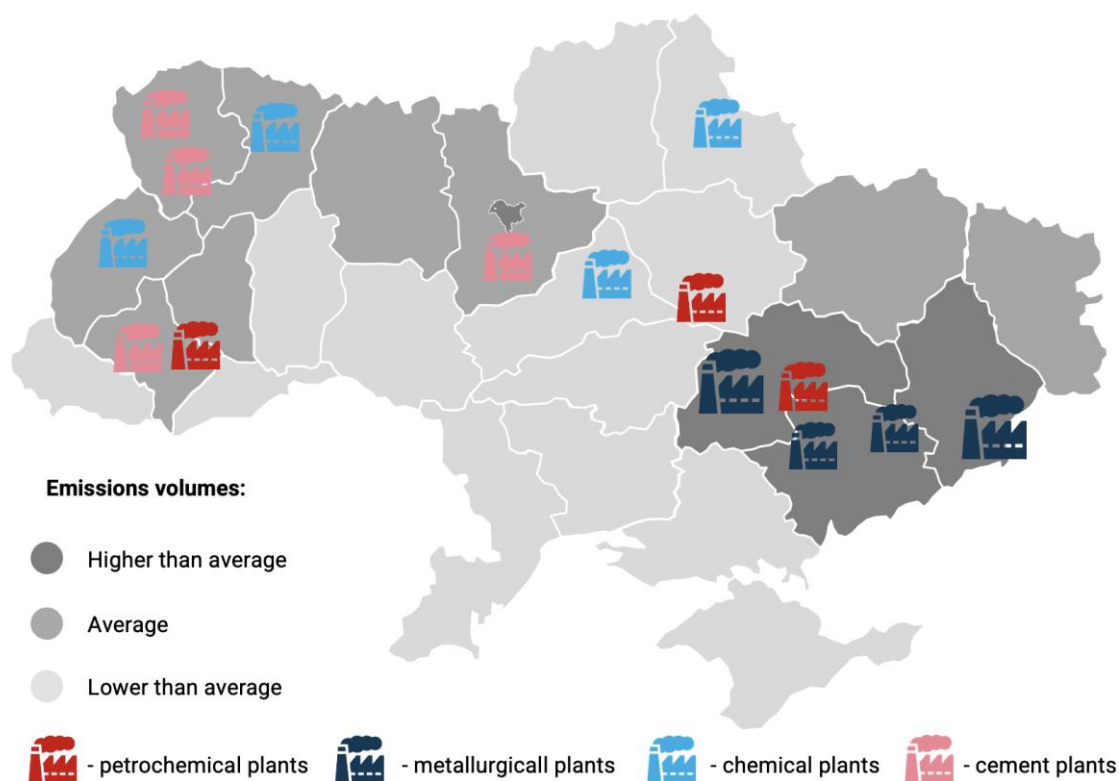 Emissions volumes:
Higher than average
Average
Lower than average
- petrochemical plants - metallurgicall plants - chemical plants - cement plants